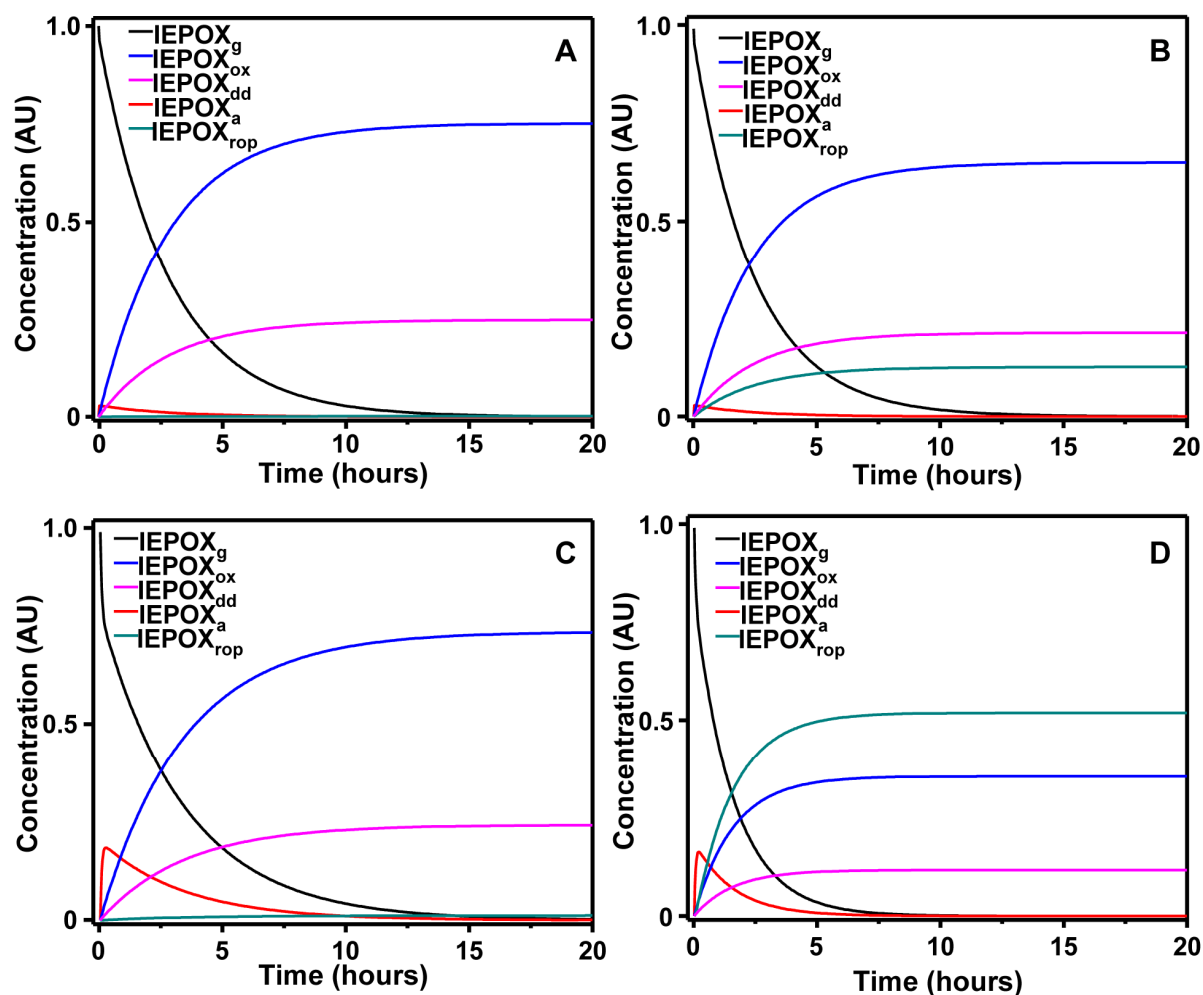 A
Concentration (AU)
1.0
0.5
0
IEPOXg
IEPOXox
IEPOXdd
IEPOXa
IEPOXrop
0 5 10 15 20
Time (hours)
B
Concentration (AU)
1.0
0.5
0
IEPOXg
IEPOXox
IEPOXdd
IEPOXa
IEPOXrop
0 5 10 15 20
Time (hours)
C
Concentration (AU)
1.0
0.5
0
IEPOXg
IEPOXox
IEPOXdd
IEPOXa
IEPOXrop
0 5 10 15 20
Time (hours)
D
Concentration (AU)
1.0
0.5
0
IEPOXg
IEPOXox
IEPOXdd
IEPOXa
IEPOXrop
0 5 10 15 20
Time (hours)